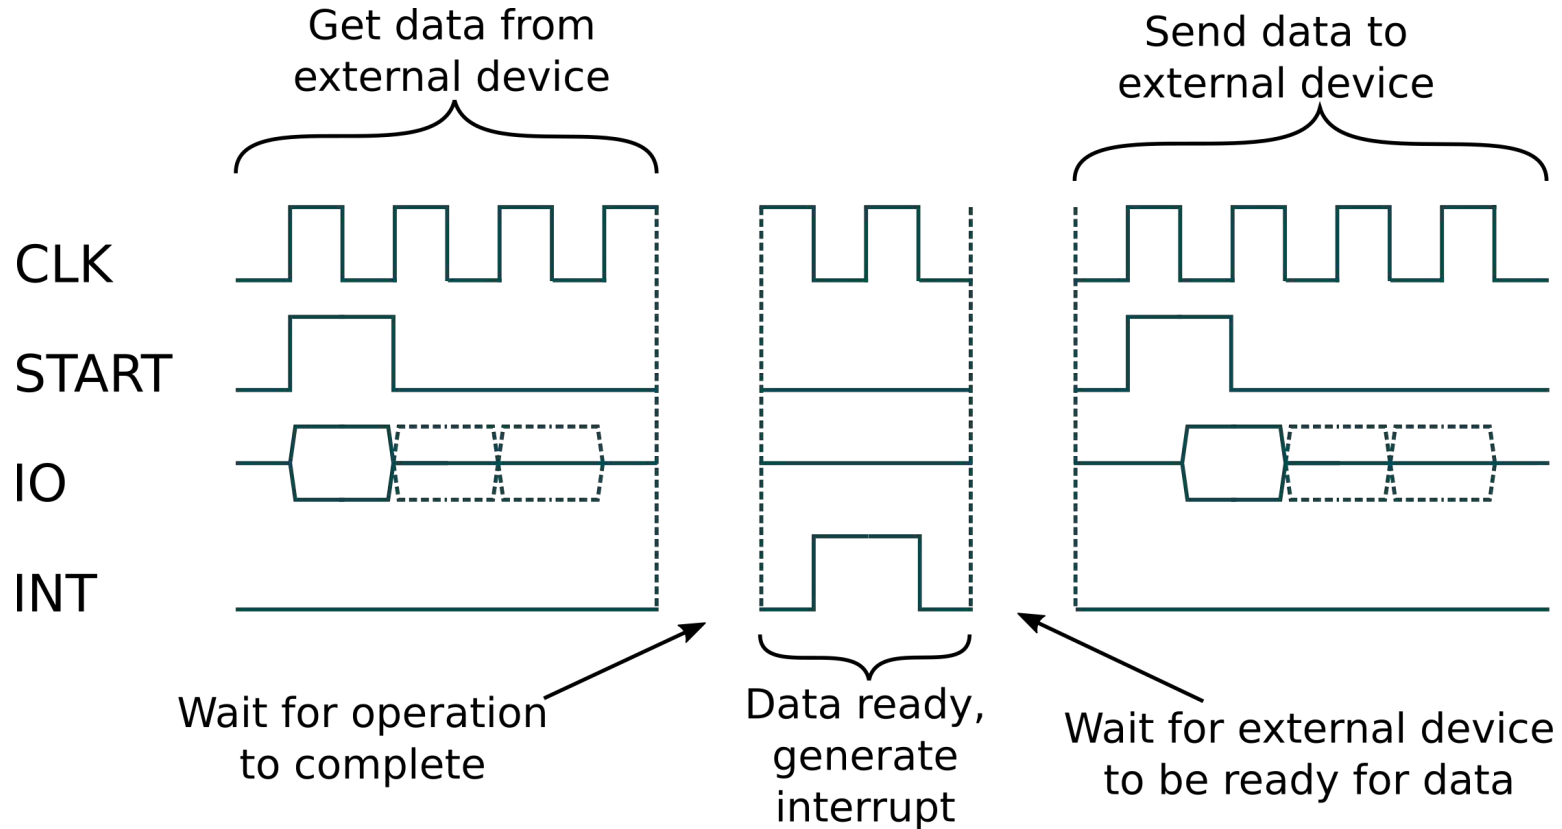 Get data from
external device
Send data to
external device
CLK
START
IO
INT
Wait for operation
to complete
Data ready,
generate
interrupt
Wait for external device
to be ready for data